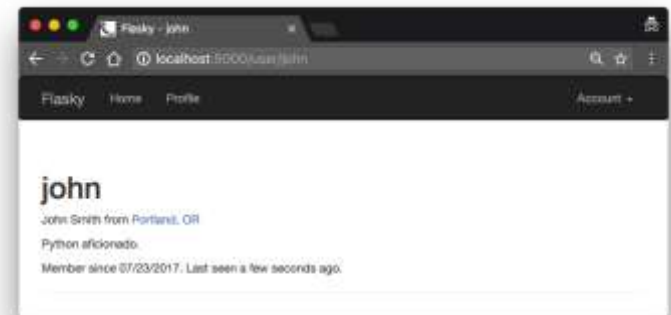 Flasky - john
localhost:5000/user/john
Flasky Home Profile Account
john
John Smith from Portland, OR
Python aficionado.
Member since 07/23/2017. Last seen a few seconds ago.